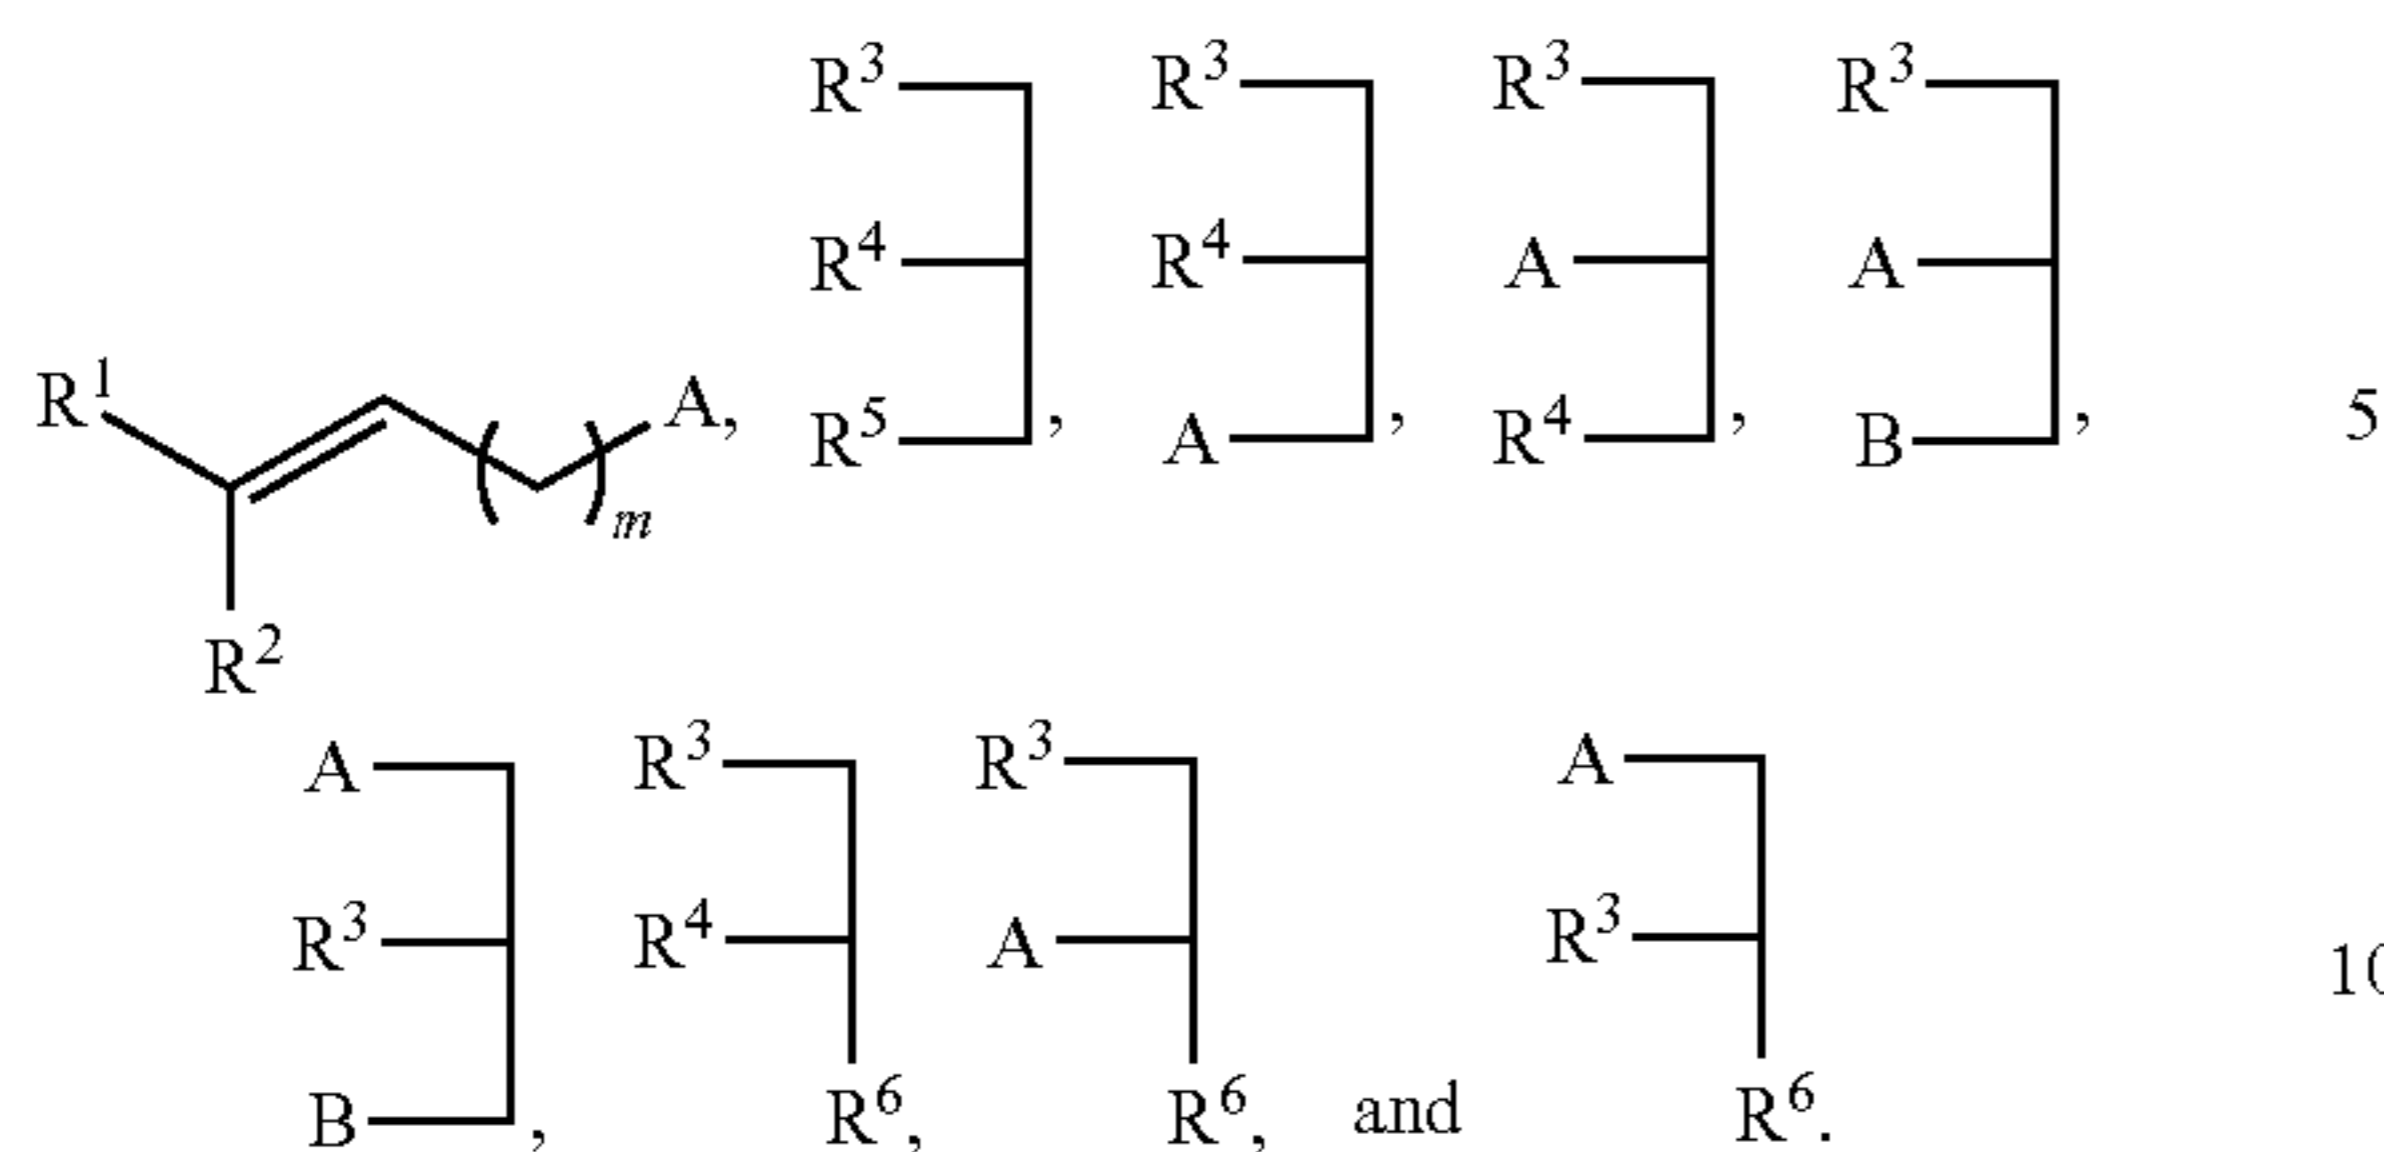 R³ R³ R³ R³
R⁴ R⁴ A A
R¹ A, R⁵, A, R⁴, B, 5
m
R²
A R³ R³ A
R³ R⁴ A R³ 10
B, R⁶, R⁶, and R⁶.